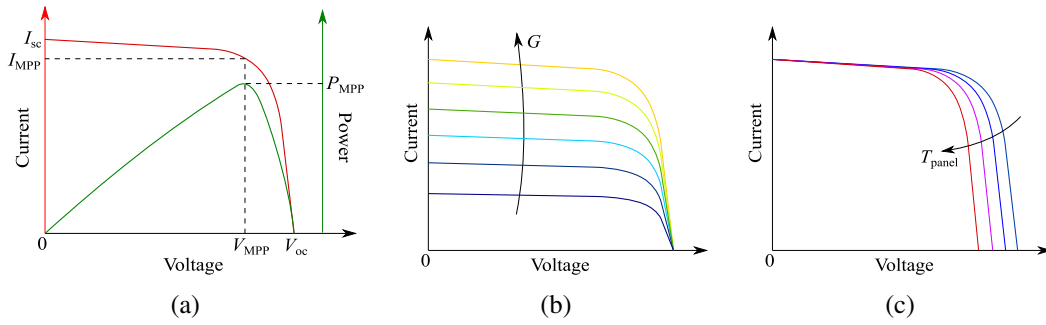 I_sc
I_MPP
P_MPP
Current
Power
0
V_MPP
V_oc
Voltage
(a)
G
Current
0
Voltage
(b)
T_panel
Current
0
Voltage
(c)